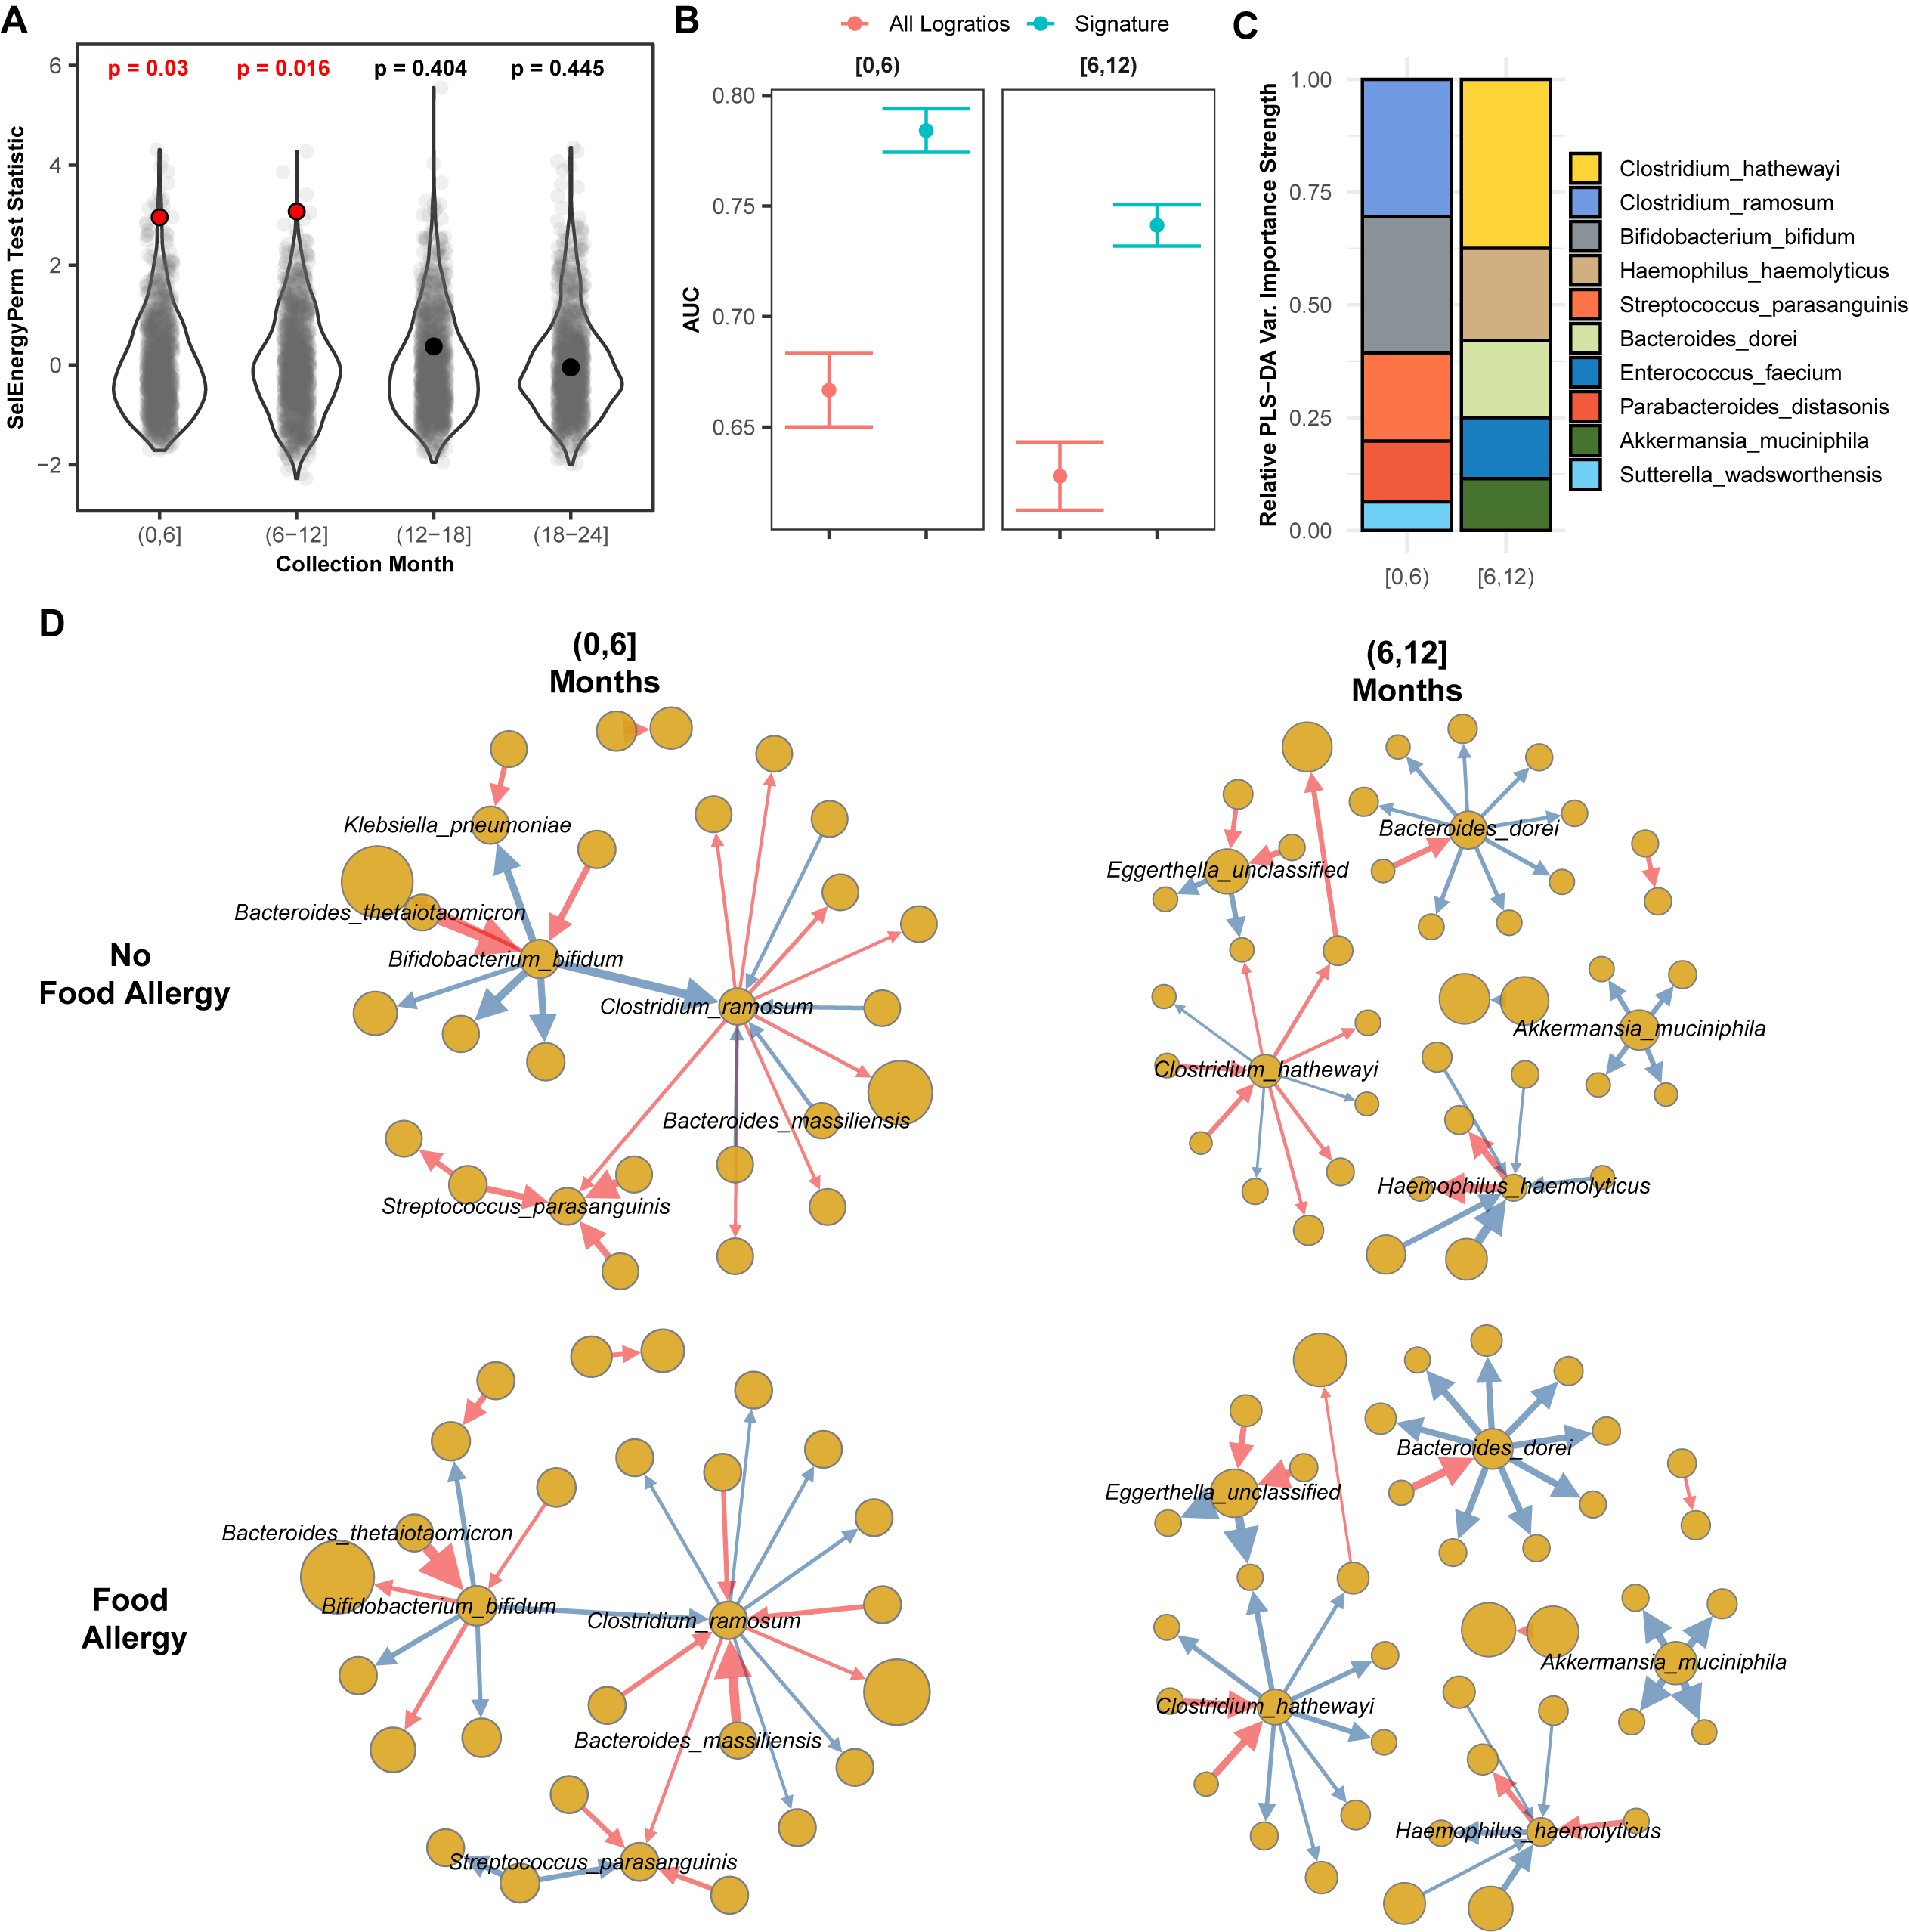 A
SelEnergyPerm Test Statistic
6
4
2
0
−2
p = 0.03
p = 0.016
p = 0.404
p = 0.445
(0,6]
(6−12]
(12−18]
(18−24]
Collection Month
B
All Logratios
Signature
[0,6)
[6,12)
AUC
0.80
0.75
0.70
0.65
C
Relative PLS−DA Var. Importance Strength
1.00
0.75
0.50
0.25
0.00
[0,6)
[6,12)
Clostridium_hathewayi
Clostridium_ramosum
Bifidobacterium_bifidum
Haemophilus_haemolyticus
Streptococcus_parasanguinis
Bacteroides_dorei
Enterococcus_faecium
Parabacteroides_distasonis
Akkermansia_muciniphila
Sutterella_wadsworthensis
D
(0,6]
Months
(6,12]
Months
No
Food Allergy
Klebsiella_pneumoniae
Bacteroides_thetaiotaomicron
Bifidobacterium_bifidum
Clostridium_ramosum
Bacteroides_massiliensis
Streptococcus_parasanguinis
Bacteroides_dorei
Eggerthella_unclassified
Akkermansia_muciniphila
Clostridium_hathewayi
Haemophilus_haemolyticus
Food
Allergy
Bacteroides_thetaiotaomicron
Bifidobacterium_bifidum
Clostridium_ramosum
Bacteroides_massiliensis
Streptococcus_parasanguinis
Bacteroides_dorei
Eggerthella_unclassified
Akkermansia_muciniphila
Clostridium_hathewayi
Haemophilus_haemolyticus